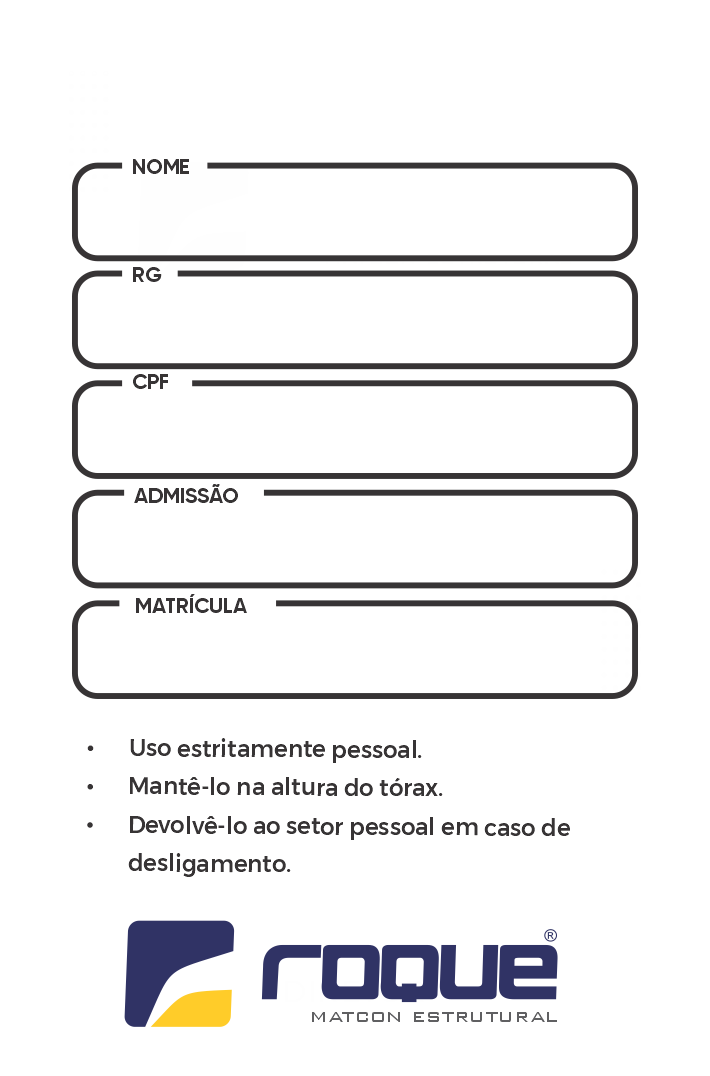 NOME
RG
CPF
ADMISSÃO
MATRÍCULA
• Uso estritamente pessoal.
• Mantê-lo na altura do tórax.
• Devolvê-lo ao setor pessoal em caso de
desligamento.
roque®
MATCON ESTRUTURAL